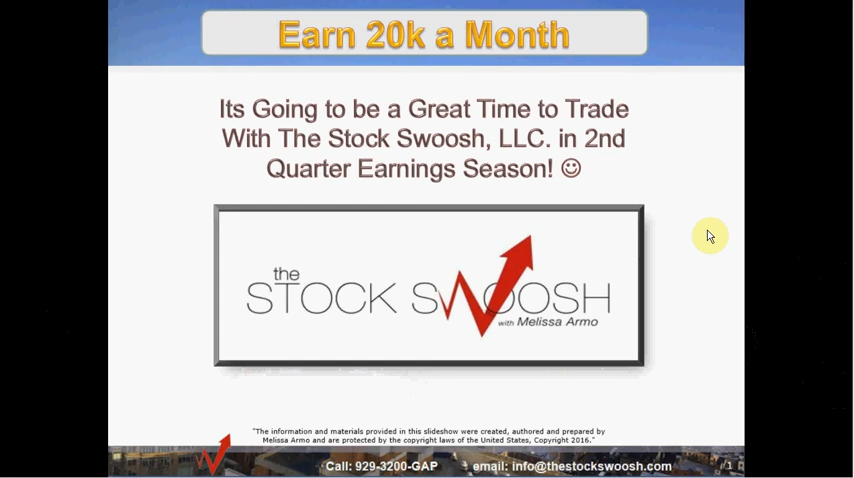 Earn 20k a Month
Its Going to be a Great Time to Trade
With The Stock Swoosh, LLC. in 2nd
Quarter Earnings Season! ☺
the
STOCK SWOOSH
with Melissa Armo
"The information and materials provided in this slideshow were created, authored and prepared by
Melissa Armo and are protected by the copyright laws of the United States, Copyright 2016."
Call: 929-3200-GAP email: info@thestockswoosh.com 1